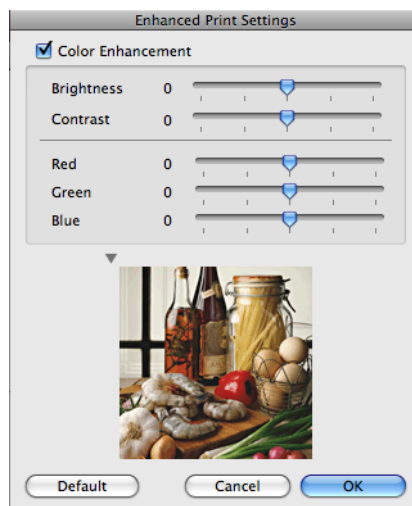 Enhanced Print Settings
Color Enhancement
Brightness 0
Contrast 0
Red 0
Green 0
Blue 0
Default Cancel OK